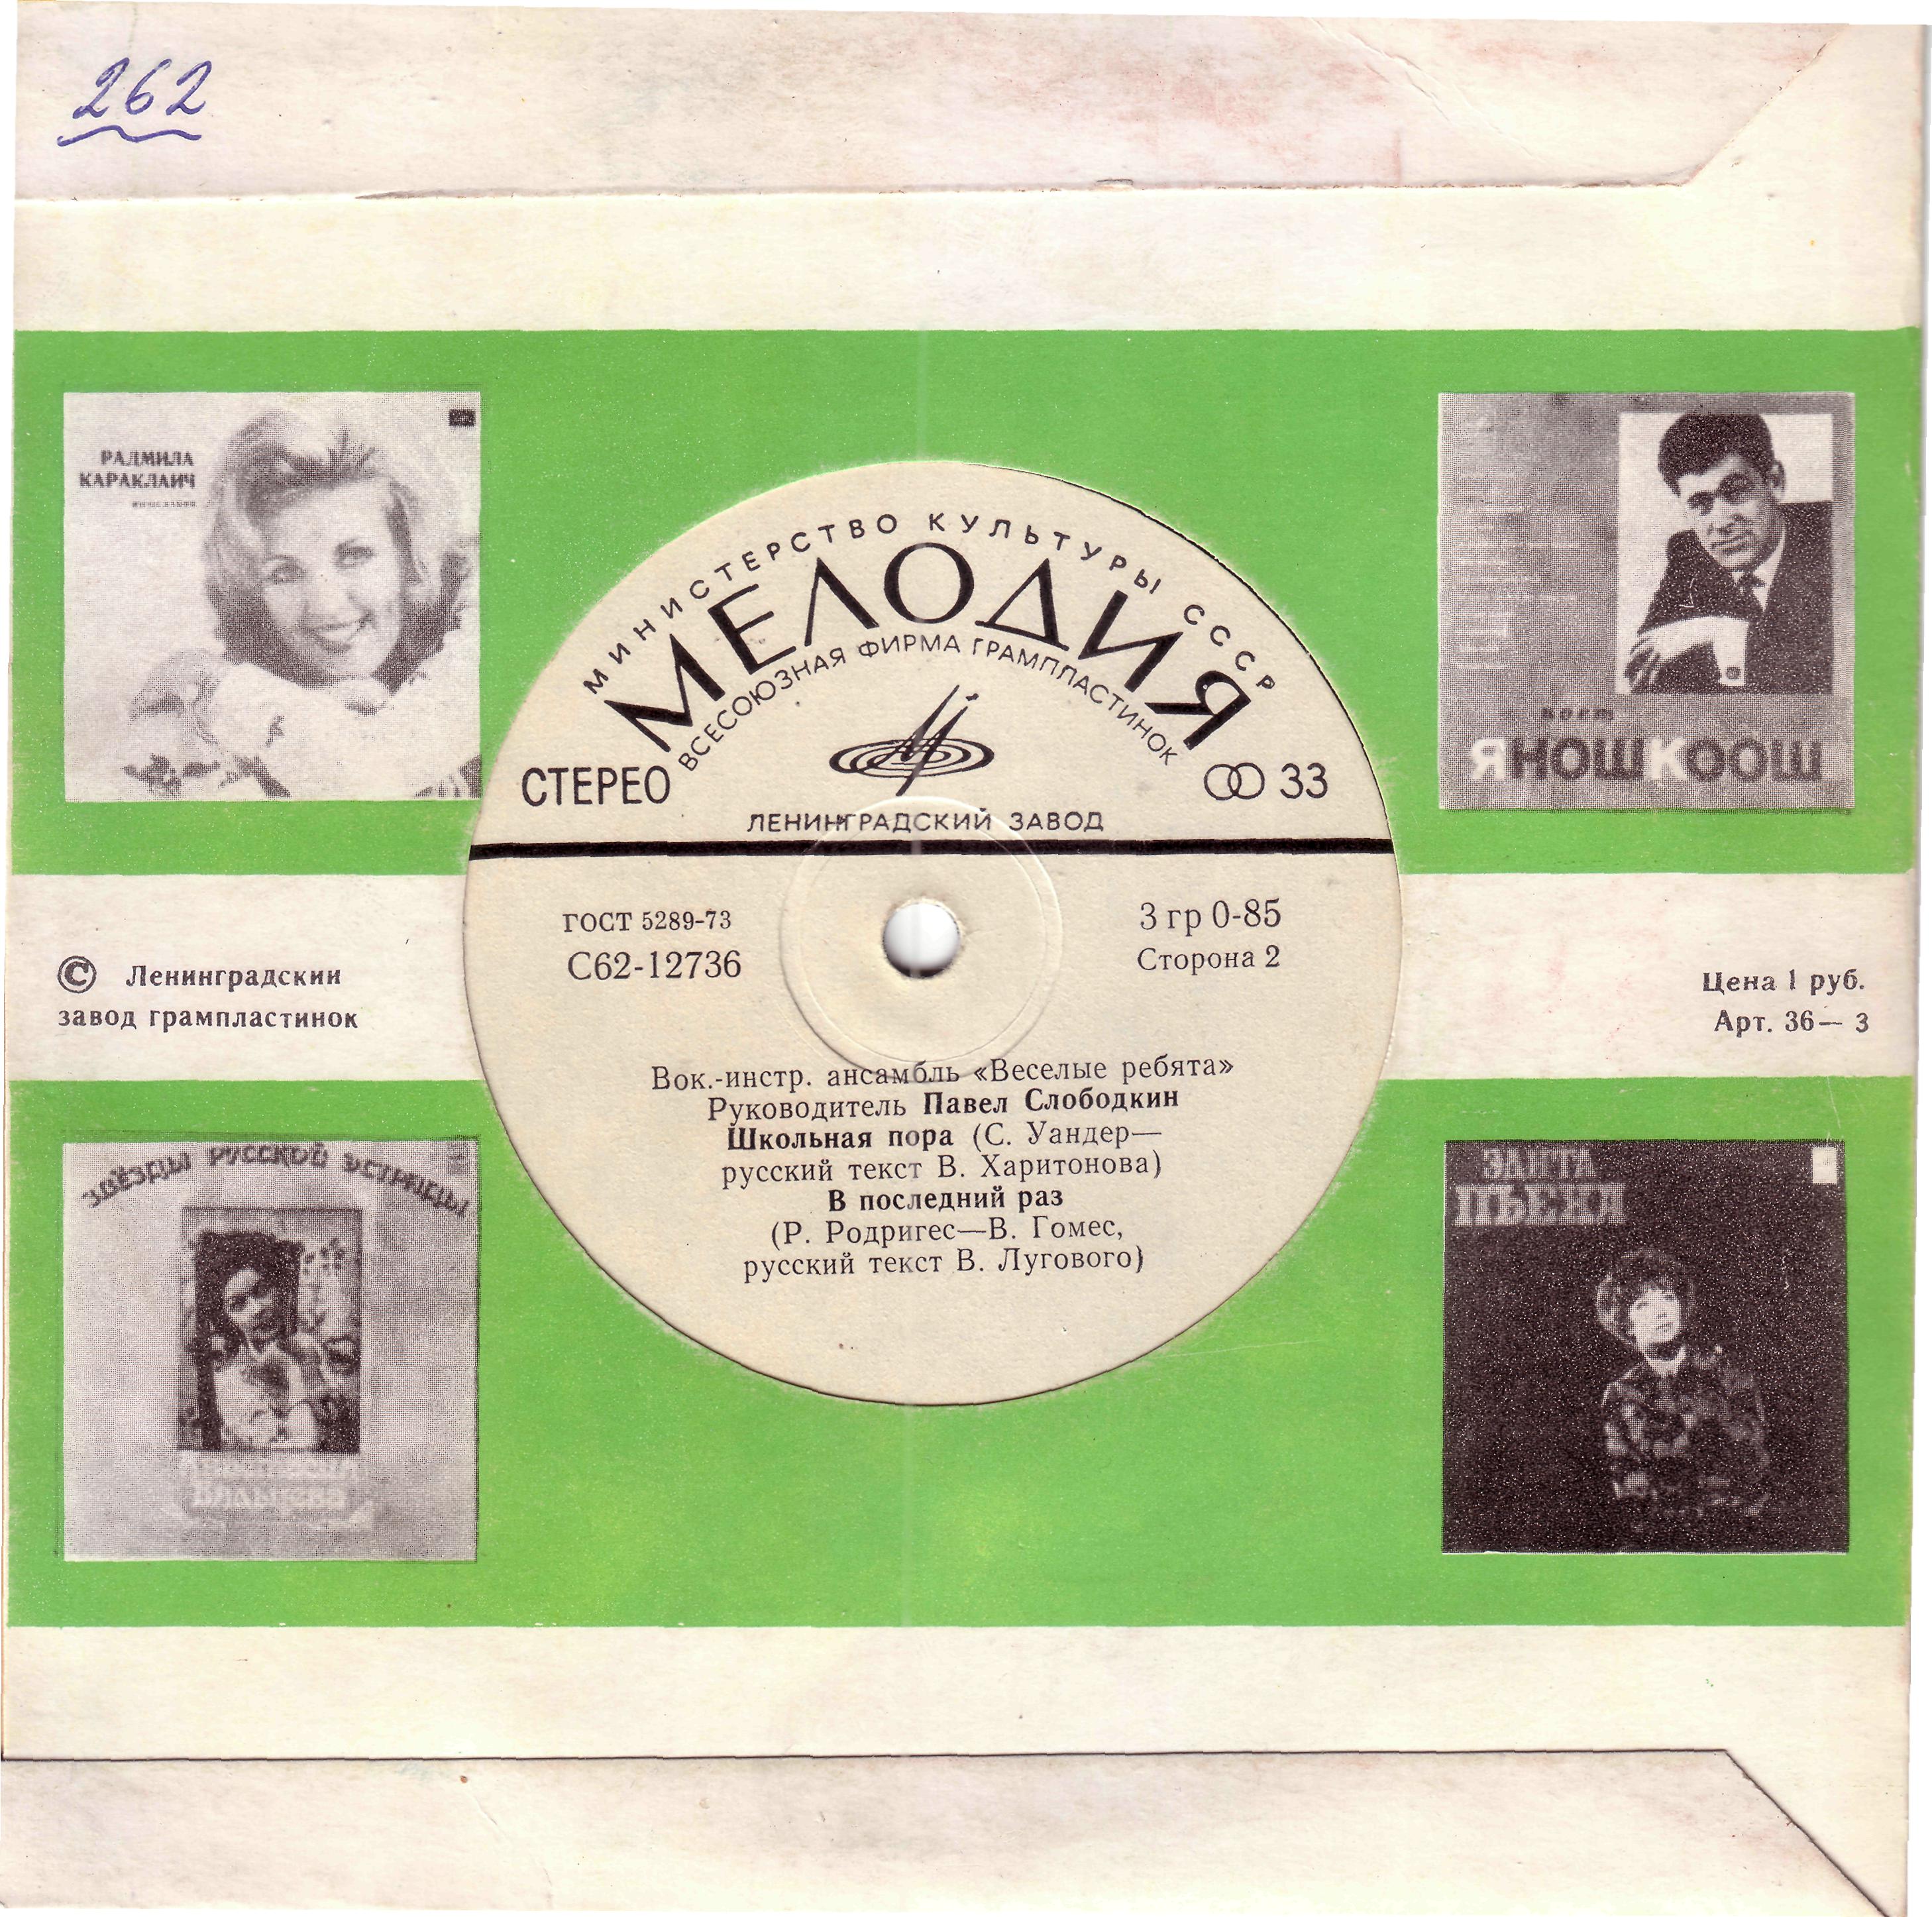 262
РАДМИЛА
КАРАКЛАИЧ
поет
ЯНОШ КООШ
МИНИСТЕРСТВО КУЛЬТУРЫ СССР
МЕЛОДИЯ
ВСЕСОЮЗНАЯ ФИРМА ГРАМПЛАСТИНОК
СТЕРЕО
33
ЛЕНИНГРАДСКИЙ ЗАВОД
ГОСТ 5289-73
С62-12736
3 гр 0-85
Сторона 2
© Ленинградский
завод грампластинок
Цена 1 руб.
Арт. 36— 3
Вок.-инстр. ансамбль «Веселые ребята»
Руководитель Павел Слободкин
Школьная пора (С. Уандер—
русский текст В. Харитонова)
В последний раз
(Р. Родригес—В. Гомес,
русский текст В. Лугового)
ЗВЁЗДЫ РУССКОЙ ЭСТРАДЫ
ЭДИТА
ПЬЕХА